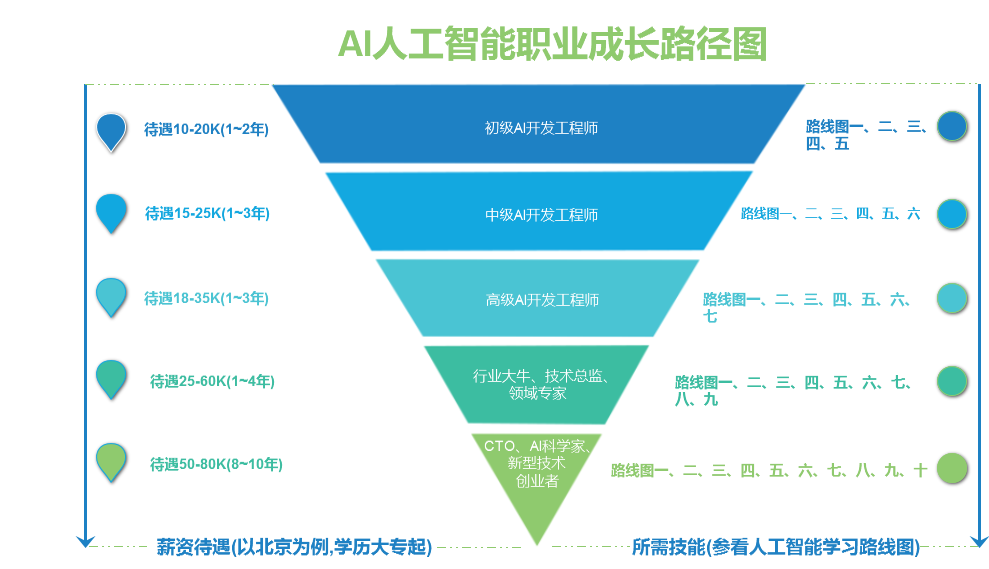 AI人工智能职业成长路径图
待遇10-20K(1~2年)
初级AI开发工程师
路线图一、二、三、
四、五
待遇15-25K(1~3年)
中级AI开发工程师
路线图一、二、三、四、五、六
待遇18-35K(1~3年)
高级AI开发工程师
路线图一、二、三、四、五、六、
七
待遇25-60K(1~4年)
行业大牛、技术总监、
领域专家
路线图一、二、三、四、五、六、七、
八、九
待遇50-80K(8~10年)
CTO、AI科学家、
新型技术
创业者
路线图一、二、三、四、五、六、七、八、九、十
薪资待遇(以北京为例,学历大专起)
所需技能(参看人工智能学习路线图)